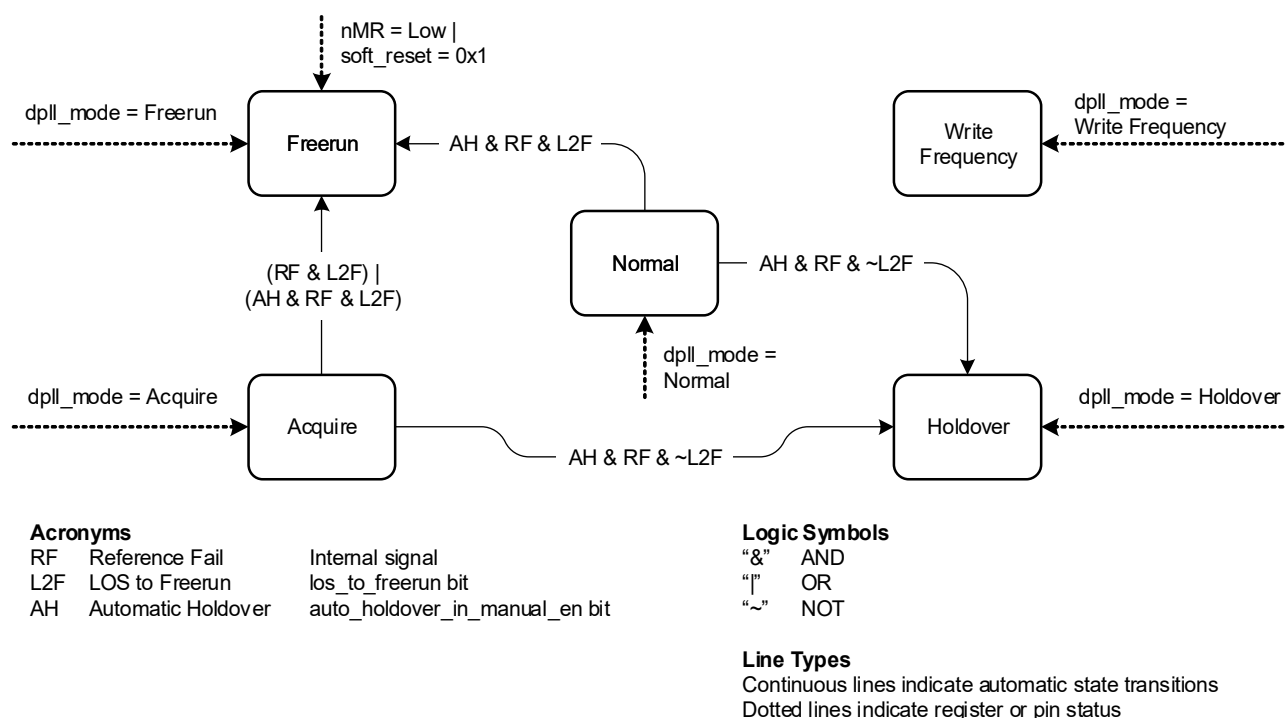 nMR = Low |
soft_reset = 0x1
dpll_mode = Freerun
Freerun
AH & RF & L2F
Write
Frequency
dpll_mode =
Write Frequency
(RF & L2F) |
(AH & RF & L2F)
Normal
AH & RF & ~L2F
dpll_mode =
Normal
dpll_mode = Acquire
Acquire
AH & RF & ~L2F
Holdover
dpll_mode = Holdover
Acronyms
RF Reference Fail Internal signal
L2F LOS to Freerun los_to_freerun bit
AH Automatic Holdover auto_holdover_in_manual_en bit
Logic Symbols
“&” AND
“|” OR
“~” NOT
Line Types
Continuous lines indicate automatic state transitions
Dotted lines indicate register or pin status